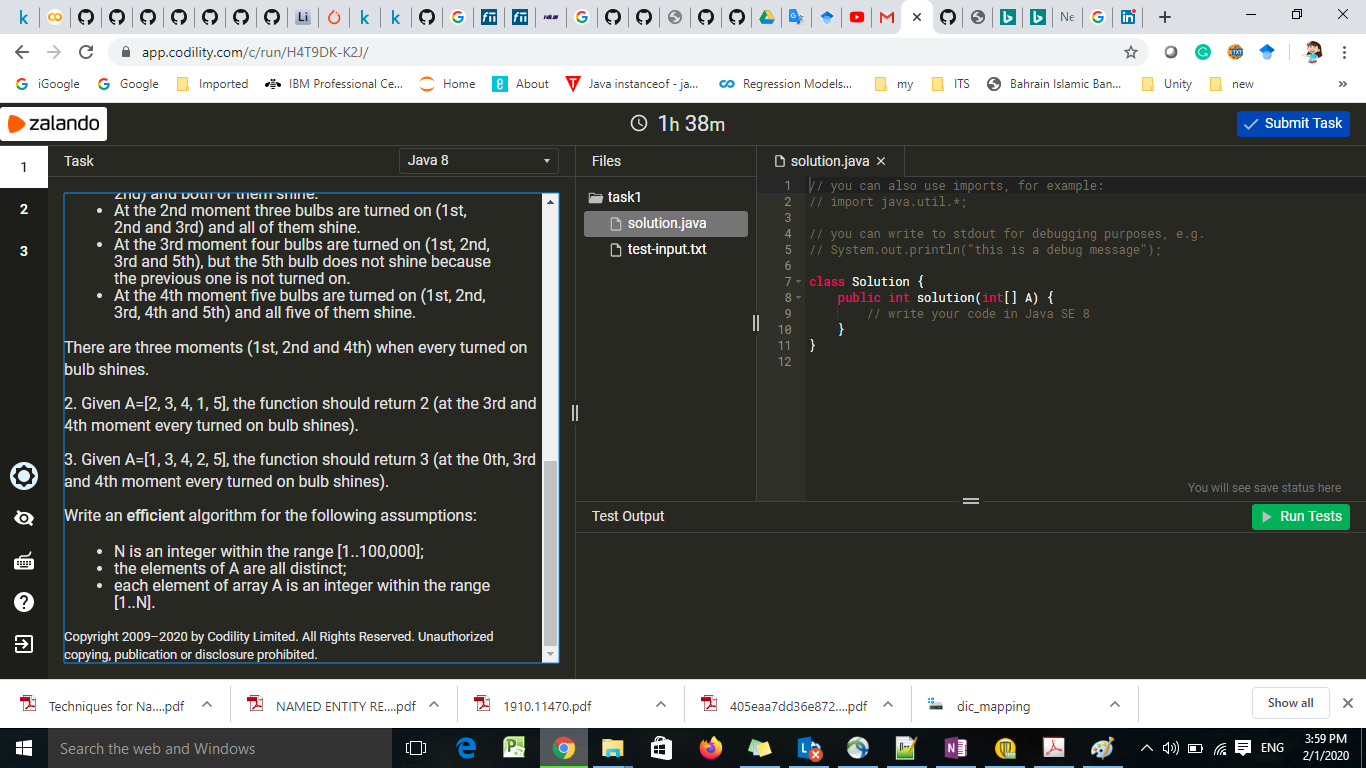 Li
Ne
app.codility.com/c/run/H4T9DK-K2J/
iGoogle
Google
Imported
IBM Professional Ce...
Home
About
Java instanceof - ja...
Regression Models...
my
ITS
Bahrain Islamic Ban...
Unity
new
»
zalando
1h 38m
Submit Task
1
2
3
Task
Java 8
2nd) and both of them shine.
• At the 2nd moment three bulbs are turned on (1st,
2nd and 3rd) and all of them shine.
• At the 3rd moment four bulbs are turned on (1st, 2nd,
3rd and 5th), but the 5th bulb does not shine because
the previous one is not turned on.
• At the 4th moment five bulbs are turned on (1st, 2nd,
3rd, 4th and 5th) and all five of them shine.
There are three moments (1st, 2nd and 4th) when every turned on
bulb shines.
2. Given A=[2, 3, 4, 1, 5], the function should return 2 (at the 3rd and
4th moment every turned on bulb shines).
3. Given A=[1, 3, 4, 2, 5], the function should return 3 (at the 0th, 3rd
and 4th moment every turned on bulb shines).
Write an efficient algorithm for the following assumptions:
• N is an integer within the range [1..100,000];
• the elements of A are all distinct;
• each element of array A is an integer within the range
[1..N].
Copyright 2009–2020 by Codility Limited. All Rights Reserved. Unauthorized
copying, publication or disclosure prohibited.
Files
task1
solution.java
test-input.txt
solution.java ×
1 // you can also use imports, for example:
2 // import java.util.*;
3
4 // you can write to stdout for debugging purposes, e.g.
5 // System.out.println("this is a debug message");
6
7 class Solution {
8 public int solution(int[] A) {
9 // write your code in Java SE 8
10 }
11 }
12
You will see save status here
Test Output
Run Tests
Techniques for Na....pdf
NAMED ENTITY RE....pdf
1910.11470.pdf
405eaa7dd36e872....pdf
dic_mapping
Show all
Search the web and Windows
ENG
3:59 PM
2/1/2020